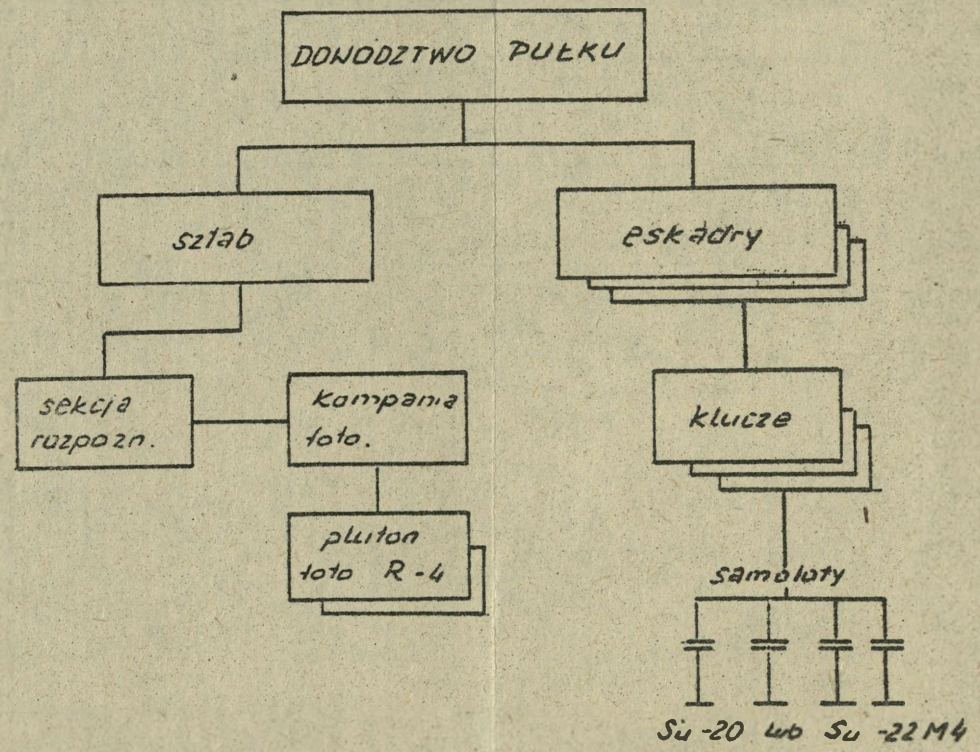 DOWODZTWO PUŁKU
sztab
eskadry
sekcja
rozpozn.
kompania
foto.
klucze
pluton
foto R-4
samoloty
Su-20 lub Su-22M4